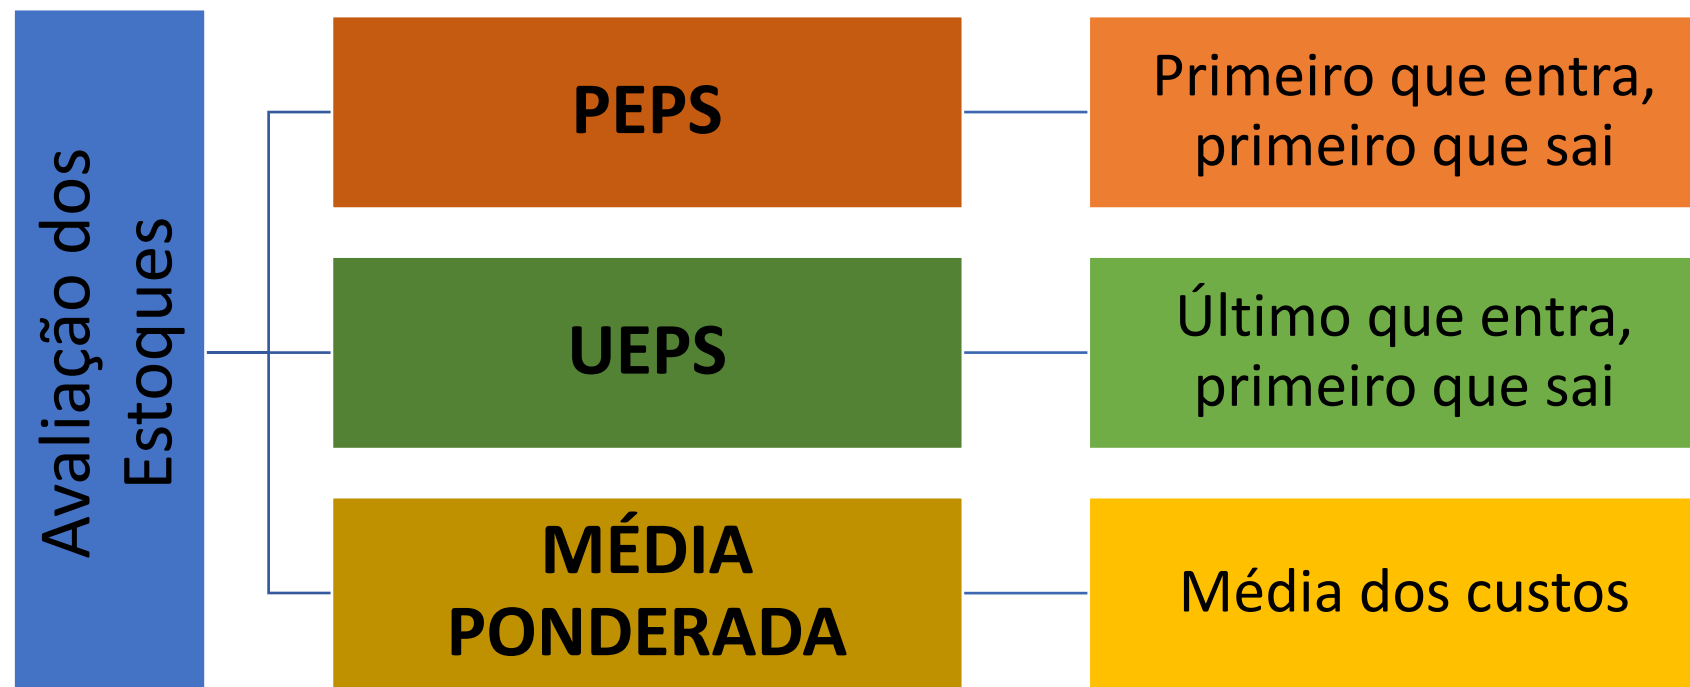 Avaliação dos
Estoques
PEPS
Primeiro que entra,
primeiro que sai
UEPS
Último que entra,
primeiro que sai
MÉDIA
PONDERADA
Média dos custos